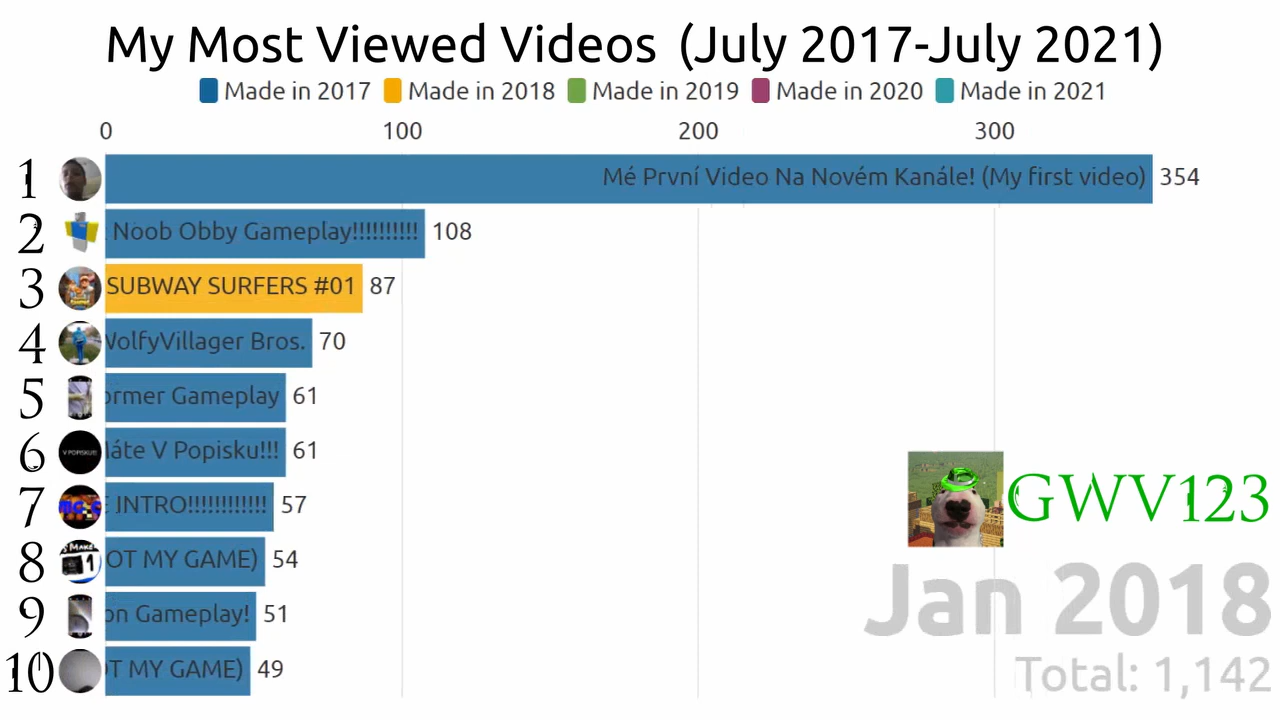 My Most Viewed Videos (July 2017-July 2021)
Made in 2017 Made in 2018 Made in 2019 Made in 2020 Made in 2021
0 100 200 300
1 Mé První Video Na Novém Kanále! (My first video) 354
2 Noob Obby Gameplay!!!!!!!!!! 108
3 SUBWAY SURFERS #01 87
4 WolfyVillager Bros. 70
5 ormer Gameplay 61
6 V POPISKU!!! Máte V Popisku!!! 61
7 INTRO!!!!!!!!!!!! 57
8 OT MY GAME) 54
9 on Gameplay! 51
10 OT MY GAME) 49
GWV123
Jan 2018
Total: 1,142